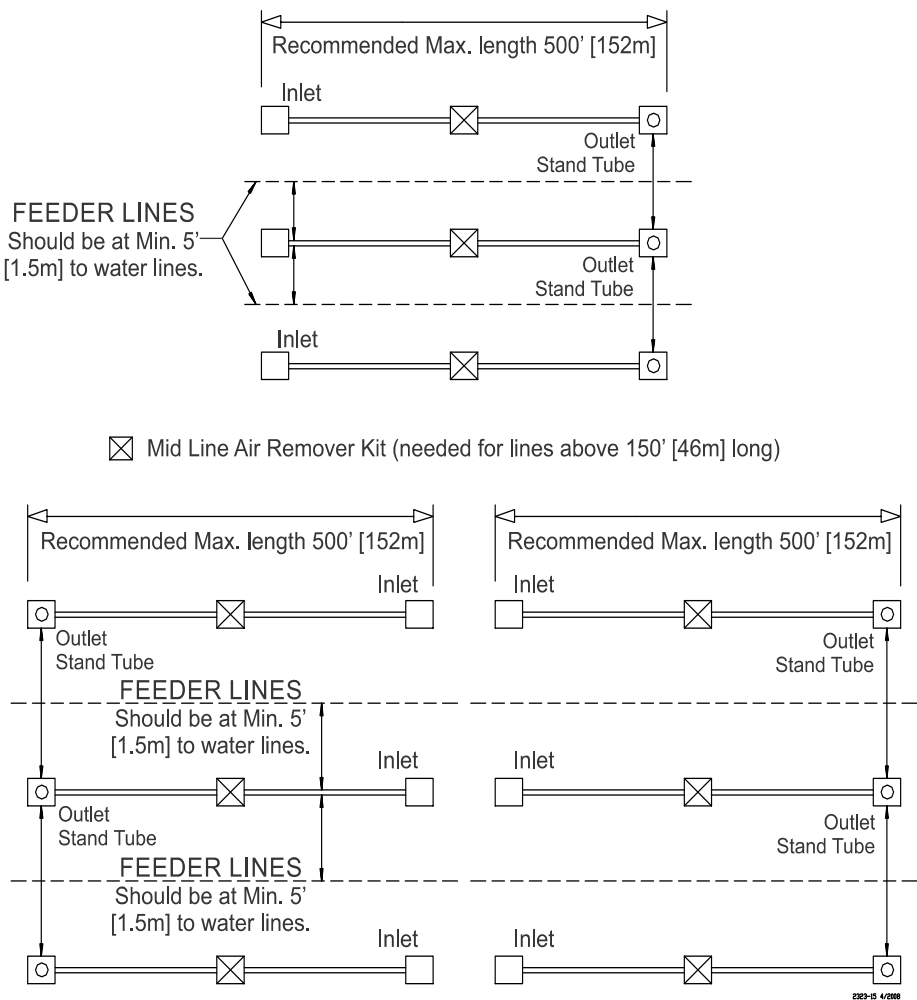 Recommended Max. length 500' [152m]
Inlet
Outlet
Stand Tube
FEEDER LINES
Should be at Min. 5'
[1.5m] to water lines.
Outlet
Stand Tube
Inlet
Mid Line Air Remover Kit (needed for lines above 150' [46m] long)
Recommended Max. length 500' [152m]
Recommended Max. length 500' [152m]
Inlet
Inlet
Outlet
Stand Tube
Outlet
Stand Tube
FEEDER LINES
Should be at Min. 5'
[1.5m] to water lines.
Inlet
Inlet
Outlet
Stand Tube
Outlet
Stand Tube
FEEDER LINES
Should be at Min. 5'
[1.5m] to water lines.
Inlet
Inlet
2323-15 4/2008